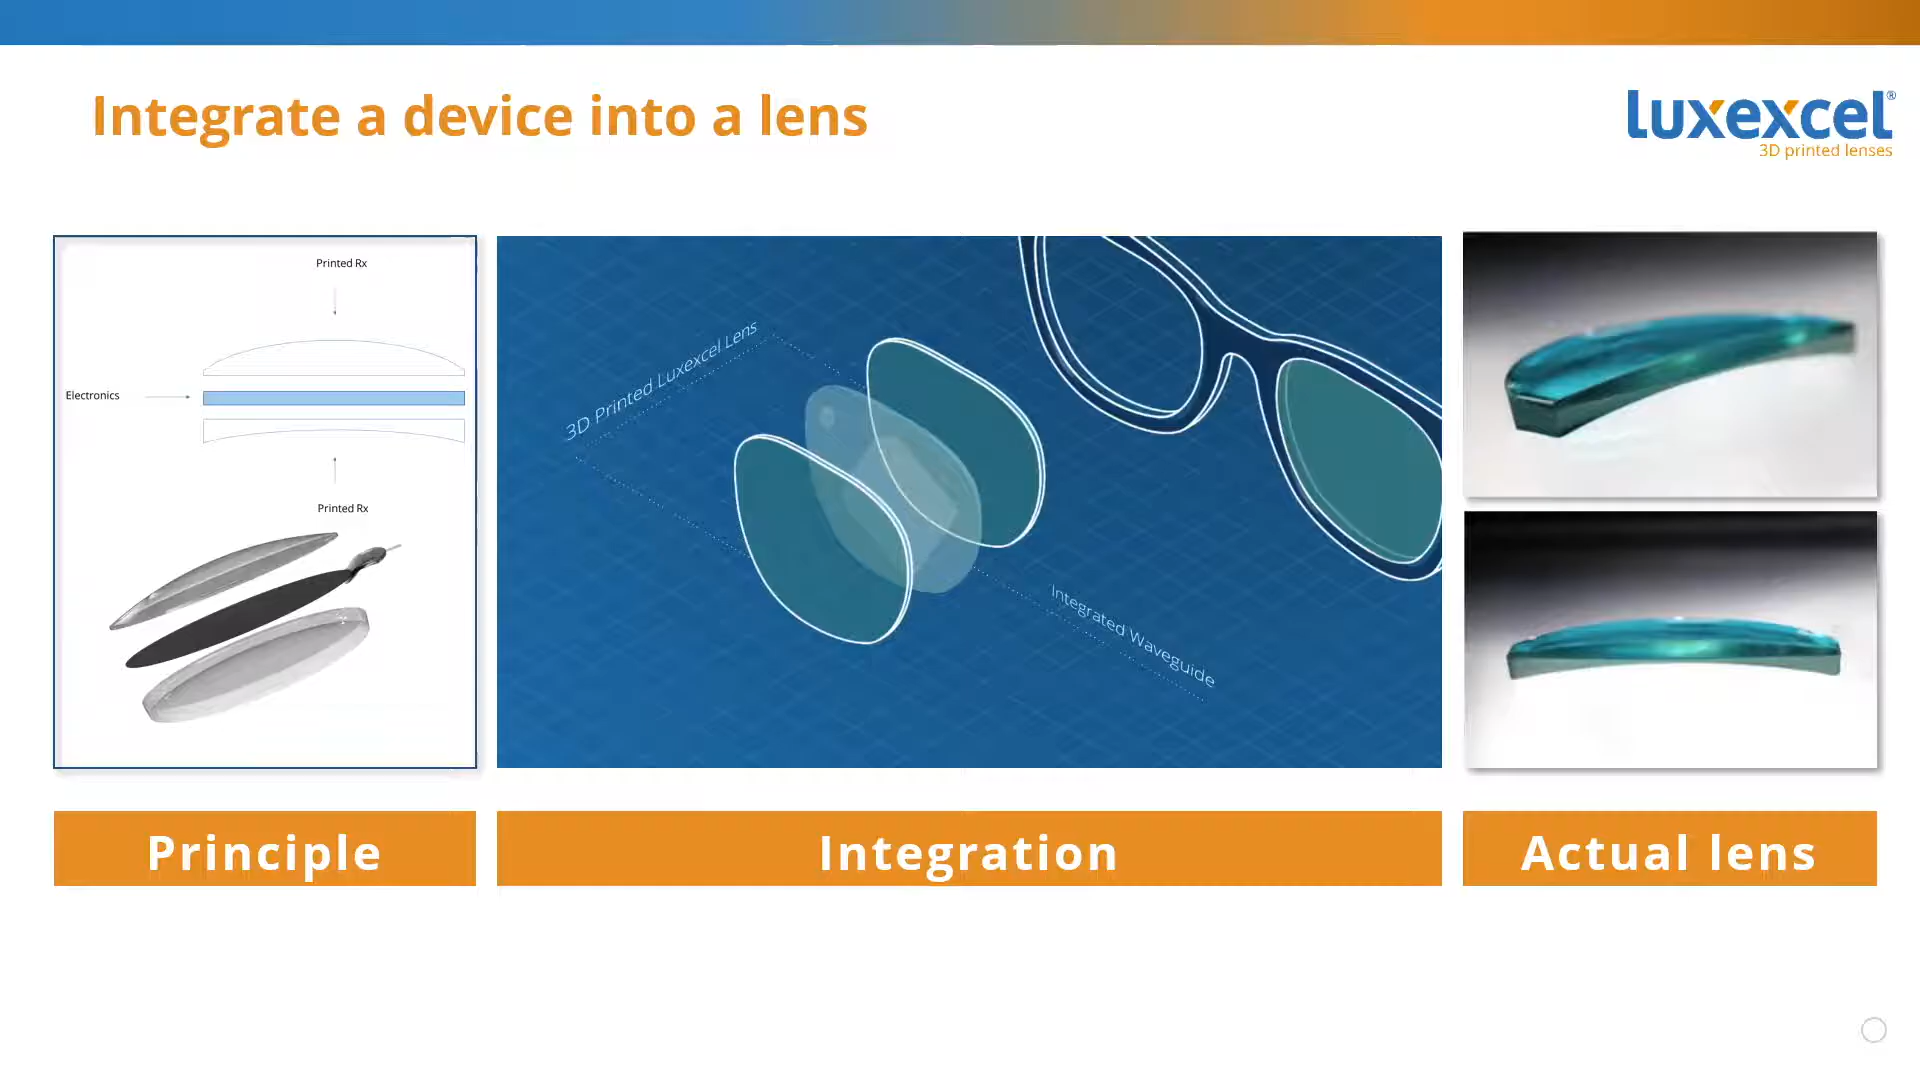 Integrate a device into a lens
luxexcel®
3D printed lenses
Printed Rx
Electronics
Printed Rx
3D Printed Luxexcel Lens
Integrated Waveguide
Principle
Integration
Actual lens